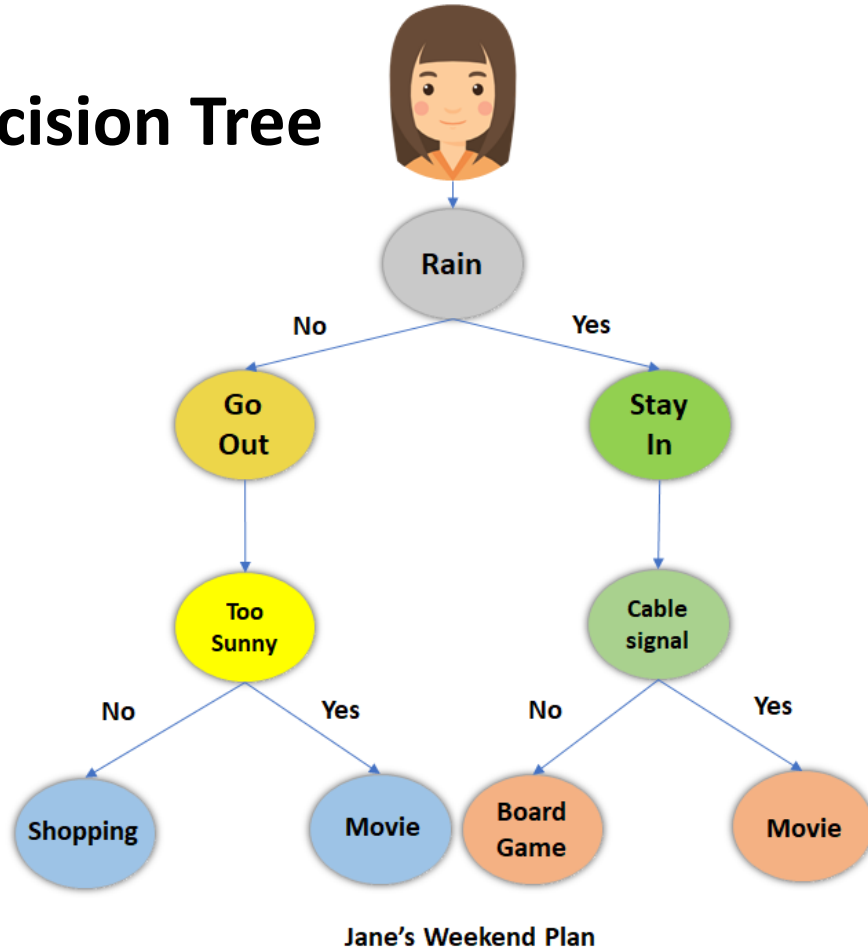 cision Tree
Rain
No
Yes
Go
Out
Stay
In
Too
Sunny
Cable
signal
No
Yes
No
Yes
Shopping
Movie
Board
Game
Movie
Jane's Weekend Plan